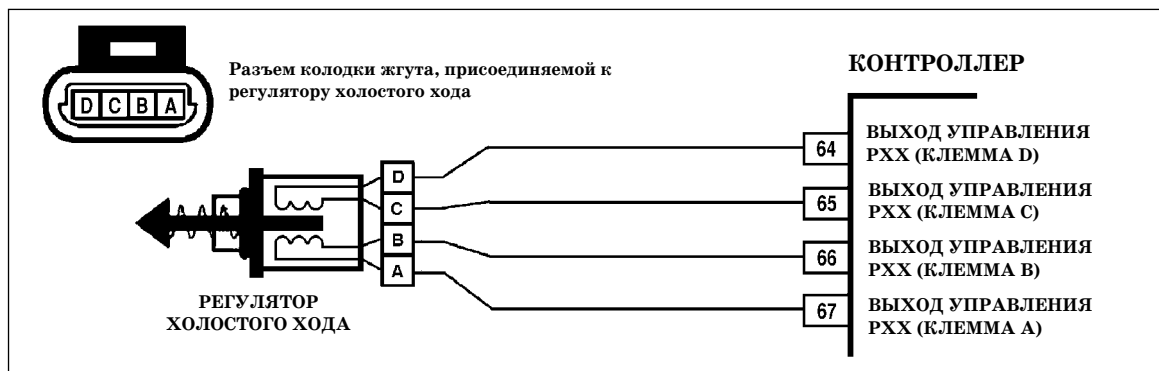 Разъем колодки жгута, присоединяемой к
регулятору холостого хода
D C B A
КОНТРОЛЛЕР
D
C
B
A
64
ВЫХОД УПРАВЛЕНИЯ
РХХ (КЛЕММА D)
65
ВЫХОД УПРАВЛЕНИЯ
РХХ (КЛЕММА С)
66
ВЫХОД УПРАВЛЕНИЯ
РХХ (КЛЕММА В)
67
ВЫХОД УПРАВЛЕНИЯ
РХХ (КЛЕММА А)
РЕГУЛЯТОР
ХОЛОСТОГО ХОДА